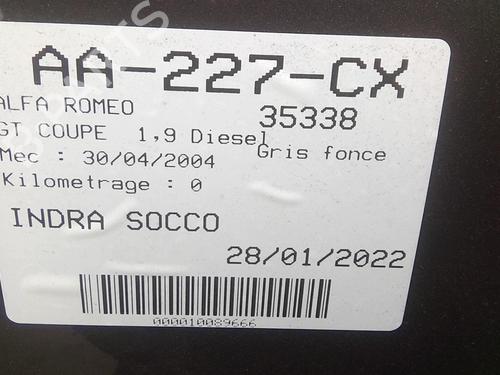 AA-227-CX
ALFA ROMEO 35338
GT COUPE 1,9 Diesel
Gris fonce
Mec : 30/04/2004
Kilometrage : 0
INDRA SOCCO
28/01/2022
000010089666